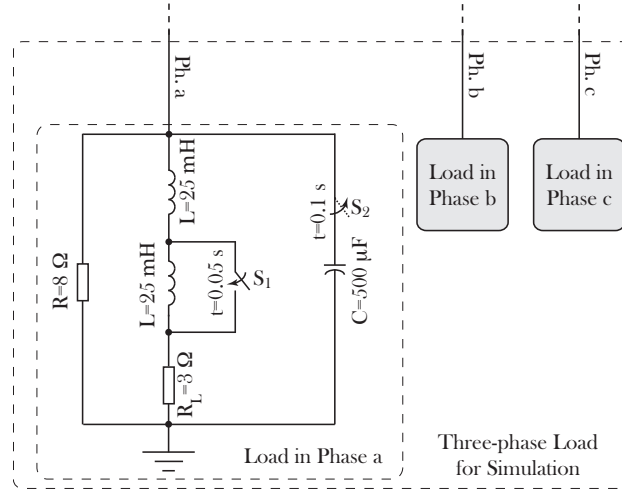 Ph. a
Ph. b
Ph. c
L=25 mH
L=25 mH
t=0.05 s
S1
t=0.1 s
S2
C=500 µF
R=8 Ω
RL=3 Ω
Load in
Phase b
Load in
Phase c
Load in Phase a
Three-phase Load
for Simulation